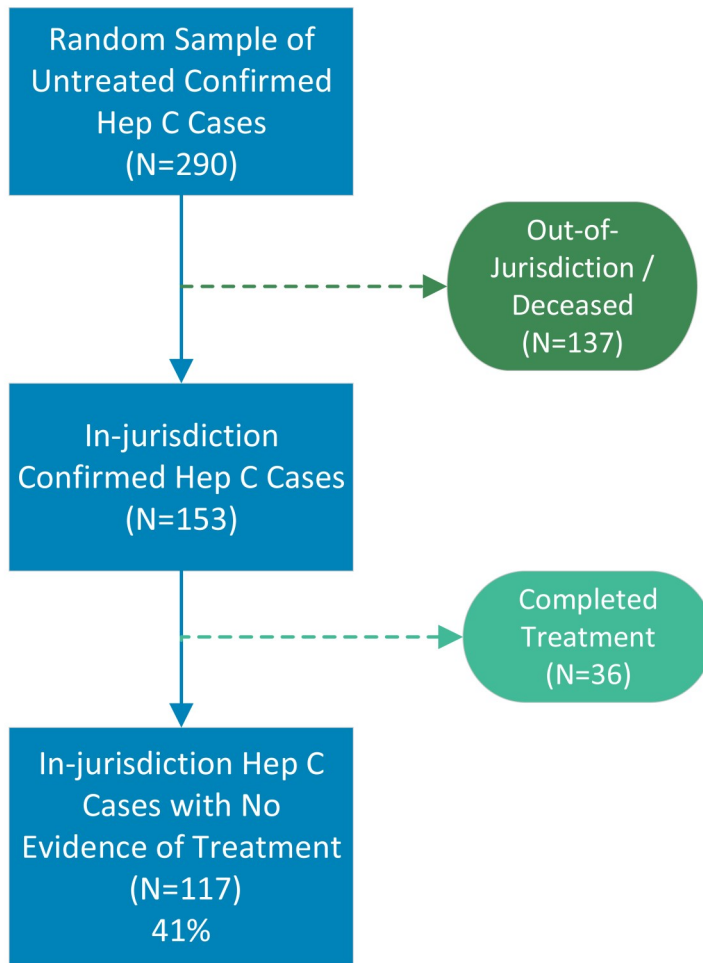 Random Sample of
Untreated Confirmed
Hep C Cases
(N=290)
Out-of-
Jurisdiction /
Deceased
(N=137)
In-jurisdiction
Confirmed Hep C Cases
(N=153)
Completed
Treatment
(N=36)
In-jurisdiction Hep C
Cases with No
Evidence of Treatment
(N=117)
41%